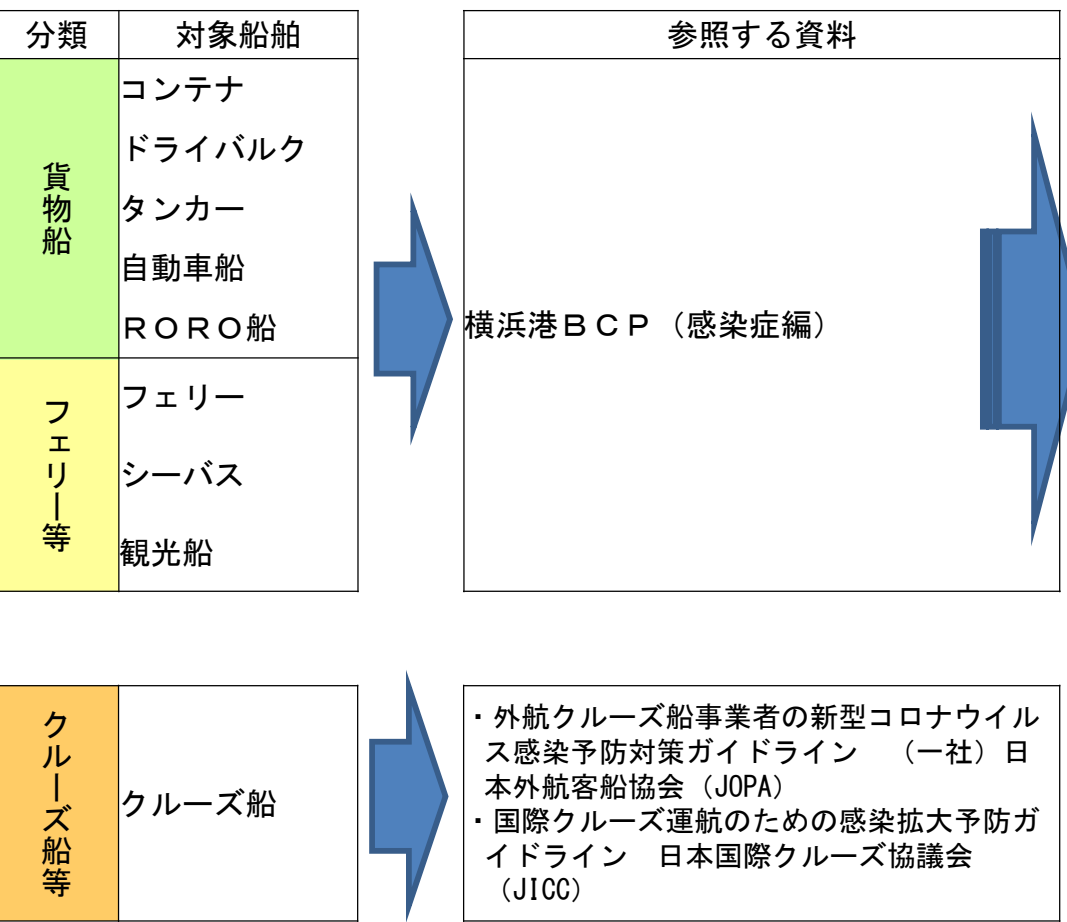 分類
対象船舶
参照する資料
貨物船
コンテナ
ドライバルク
タンカー
自動車船
ＲＯＲＯ船
フェリー等
フェリー
シーバス
観光船
横浜港ＢＣＰ（感染症編）
クルーズ船等
クルーズ船
・外航クルーズ船事業者の新型コロナウイル
ス感染予防対策ガイドライン　（一社）日
本外航客船協会（JOPA）
・国際クルーズ運航のための感染拡大予防ガ
イドライン　日本国際クルーズ協議会
（JICC）